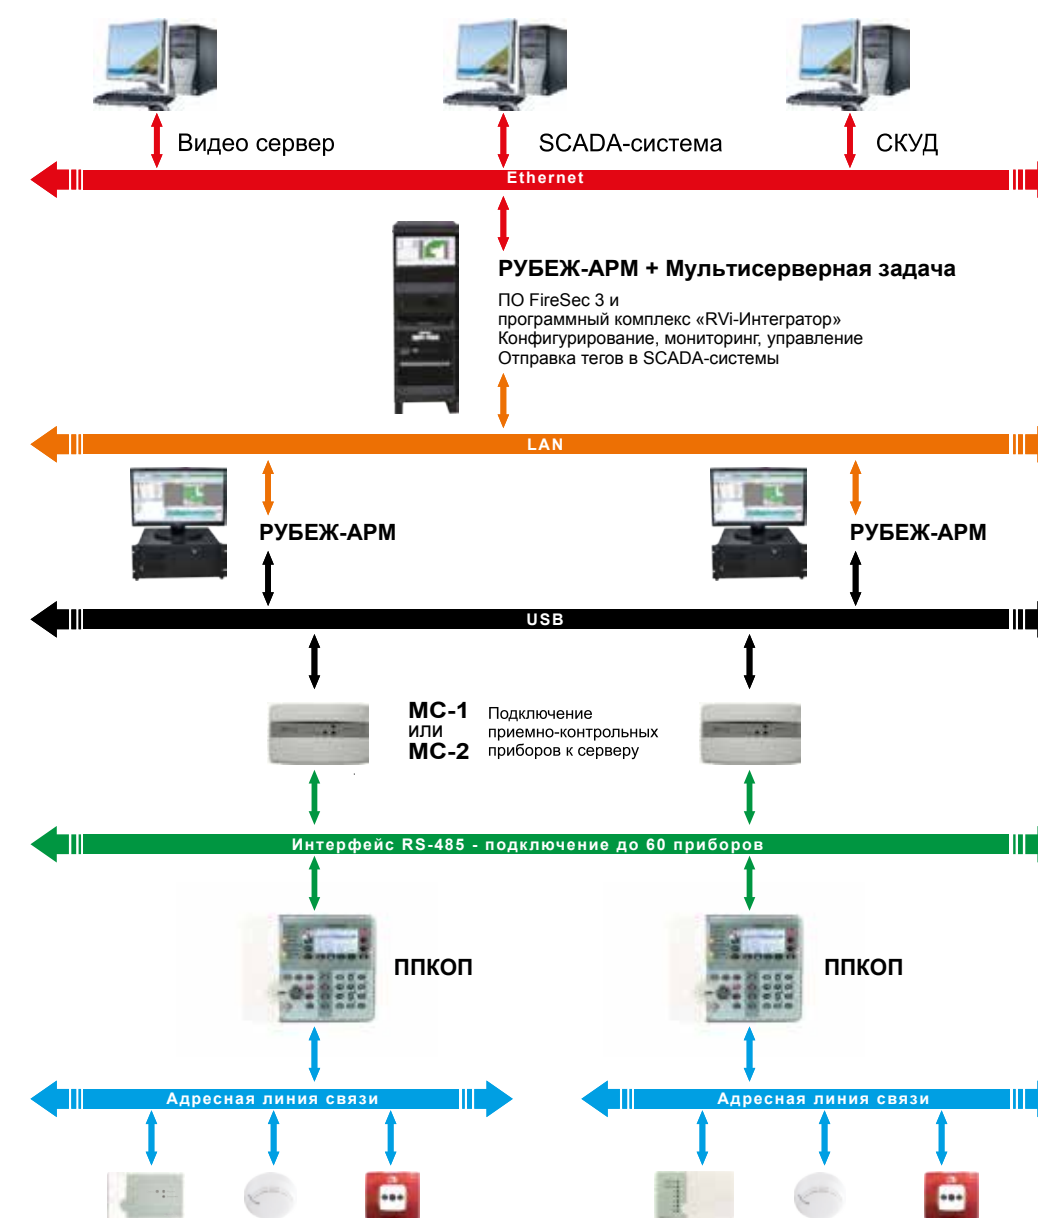 Видео сервер
SCADA-система
СКУД
Ethernet
РУБЕЖ-АРМ + Мультисерверная задача
ПО FireSec 3 и
программный комплекс «RVi-Интегратор»
Конфигурирование, мониторинг, управление
Отправка тегов в SCADA-системы
LAN
РУБЕЖ-АРМ
РУБЕЖ-АРМ
USB
МС-1
или
МС-2
Подключение
приемно-контрольных
приборов к серверу
Интерфейс RS-485 - подключение до 60 приборов
ППКОП
ППКОП
Адресная линия связи
Адресная линия связи